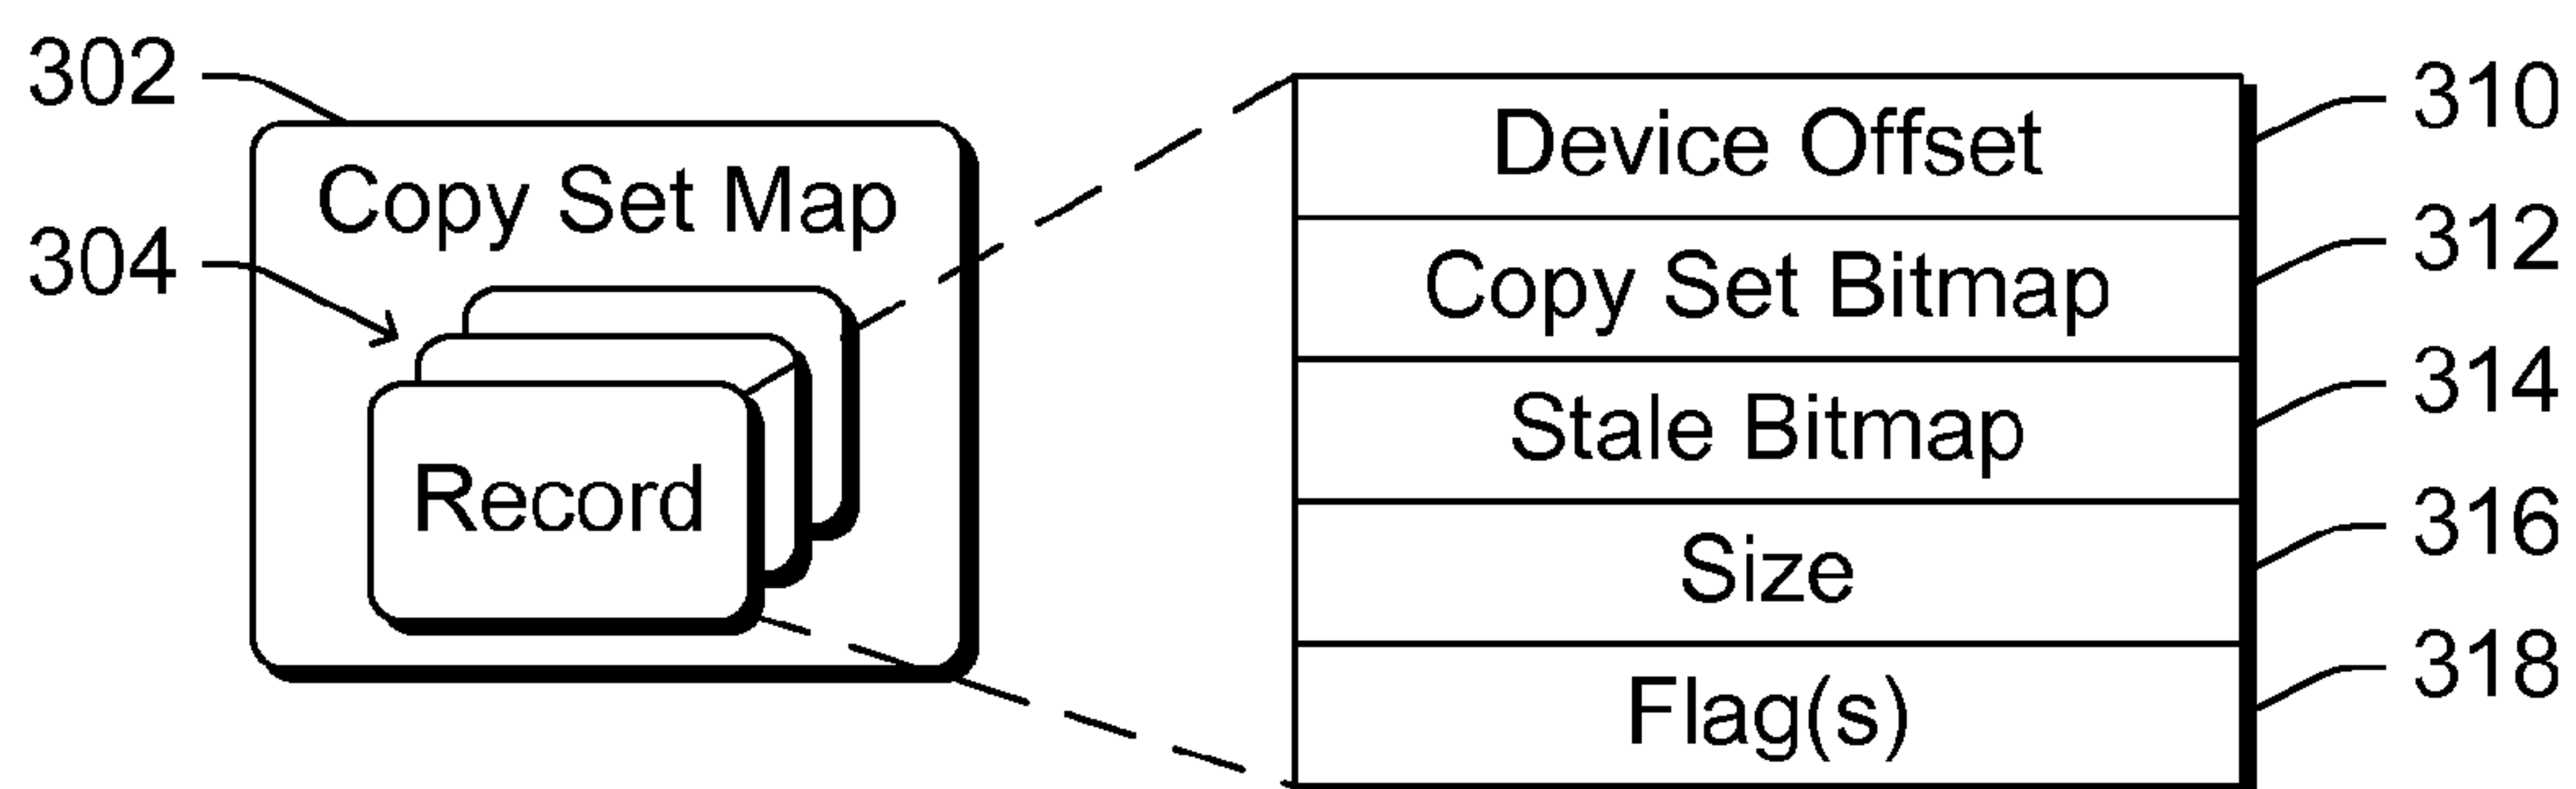 302
Copy Set Map
304
Record
Device Offset
310
Copy Set Bitmap
312
Stale Bitmap
314
Size
316
Flag(s)
318